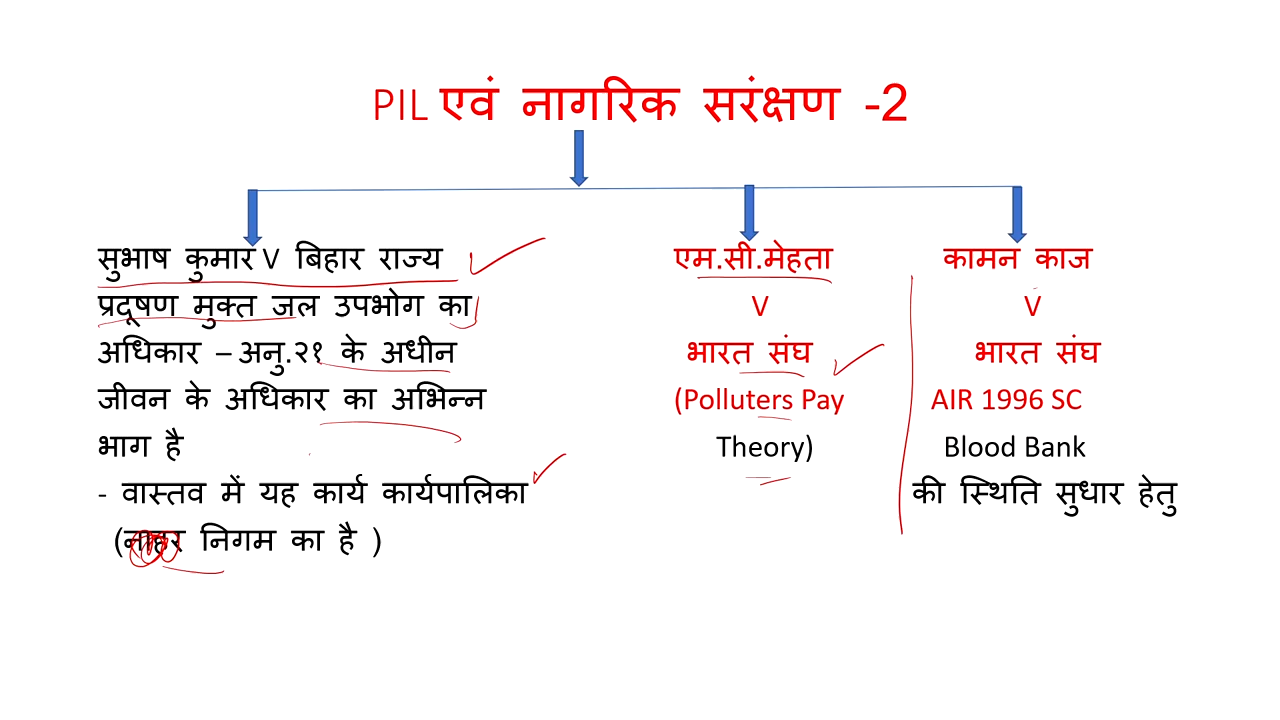 PIL एवं नागरिक सरंक्षण -2
सुभाष कुमार V बिहार राज्य
प्रदूषण मुक्त जल उपभोग का
अधिकार – अनु.२१ के अधीन
जीवन के अधिकार का अभिन्न
भाग है
- वास्तव में यह कार्य कार्यपालिका
निगम का है )
एम.सी.मेहता
V
भारत संघ
(Polluters Pay
Theory)
कामन काज
V
भारत संघ
AIR 1996 SC
Blood Bank
की स्थिति सुधार हेतु